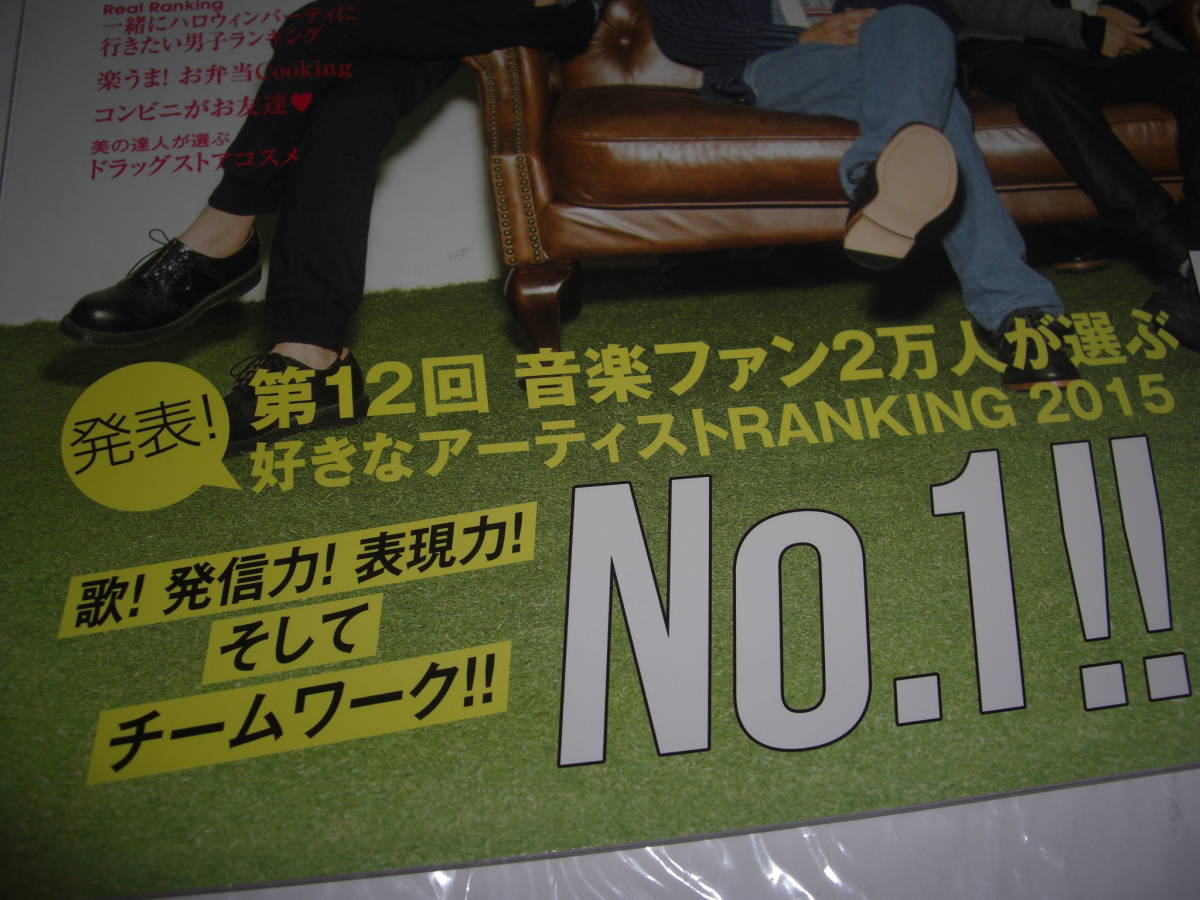 Real Ranking
一緒にハロウィンパーティに
行きたい男子ランキング
楽うま! お弁当Cooking
コンビニがお友達♥
美の達人が選ぶ
ドラッグストアコスメ
発表!
第12回 音楽ファン2万人が選ぶ
好きなアーティストRANKING 2015
歌! 発信力! 表現力!
そして
チームワーク!!
No.1!!